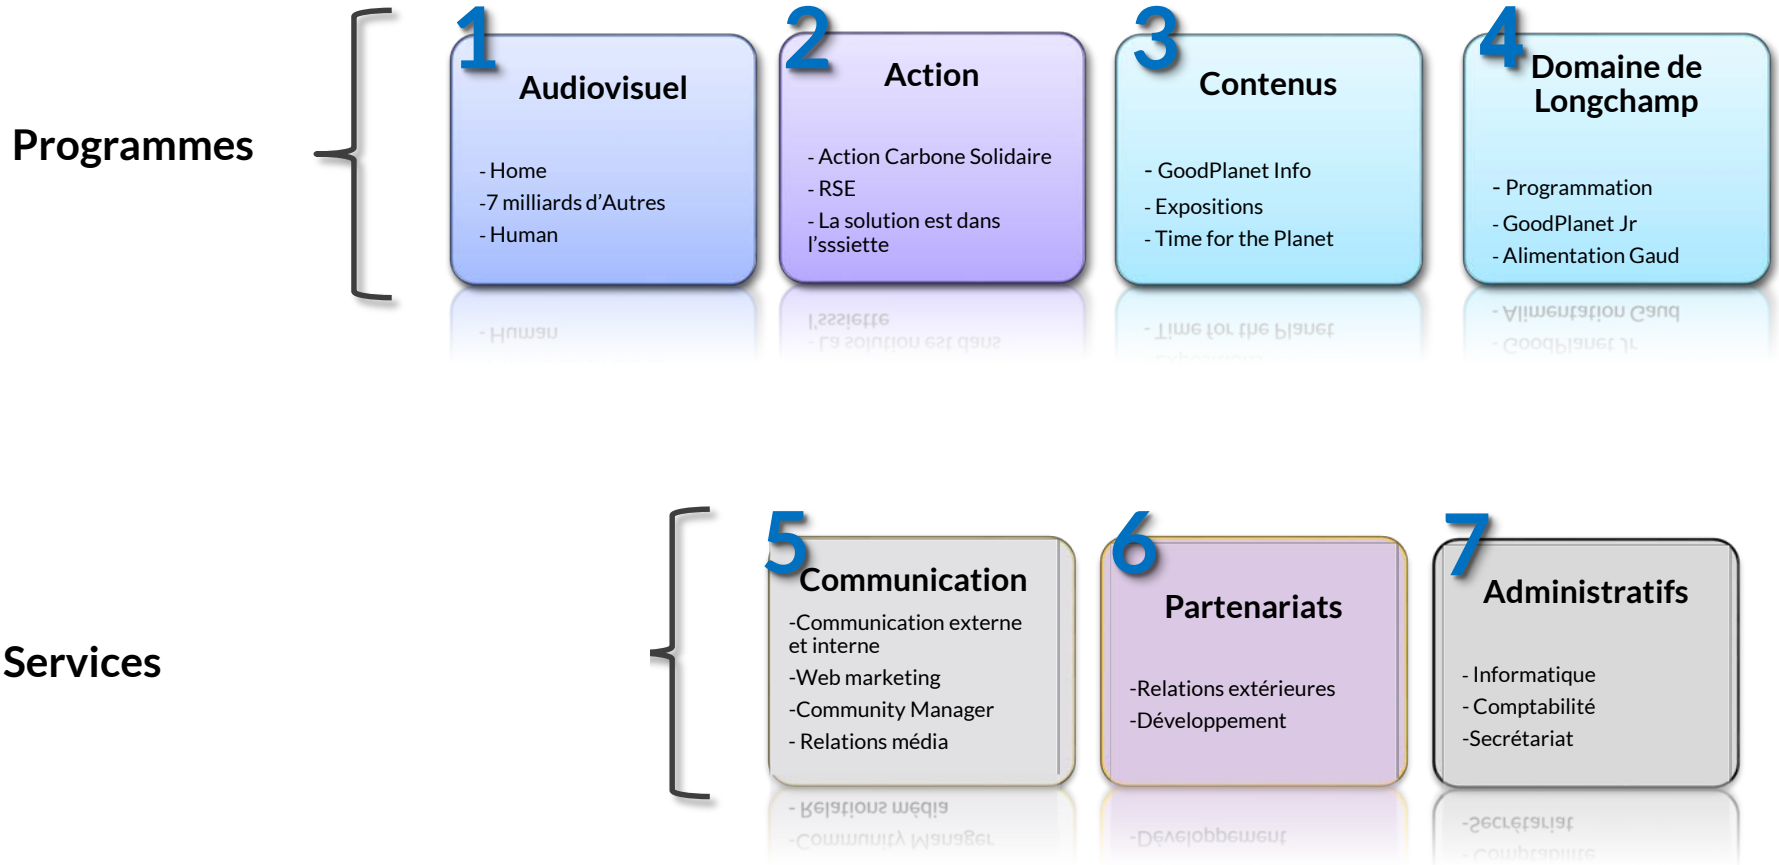 Programmes
1
Audiovisuel
- Home
-7 milliards d’Autres
- Human
2
Action
- Action Carbone Solidaire
- RSE
- La solution est dans
l’sssiette
3
Contenus
- GoodPlanet Info
- Expositions
- Time for the Planet
4
Domaine de
Longchamp
- Programmation
- GoodPlanet Jr
- Alimentation Gaud
Services
5
Communication
-Communication externe
et interne
-Web marketing
-Community Manager
- Relations média
6
Partenariats
-Relations extérieures
-Développement
7
Administratifs
- Informatique
- Comptabilité
-Secrétariat